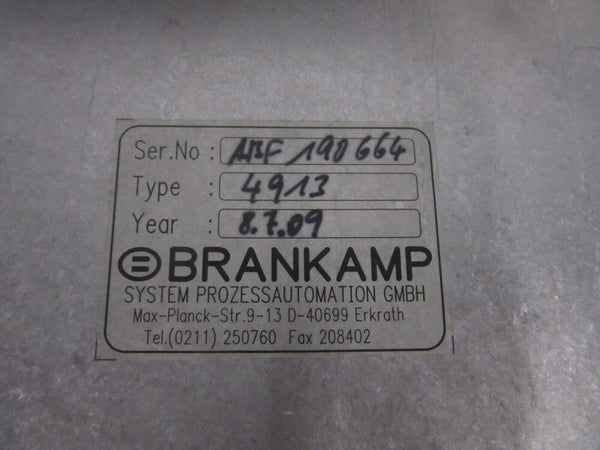 Ser.No : ABF 190664
Type : 4913
Year : 8.7.09
BRANKAMP
SYSTEM PROZESSAUTOMATION GMBH
Max-Planck-Str.9-13 D-40699 Erkrath
Tel.(0211) 250760 Fax 208402